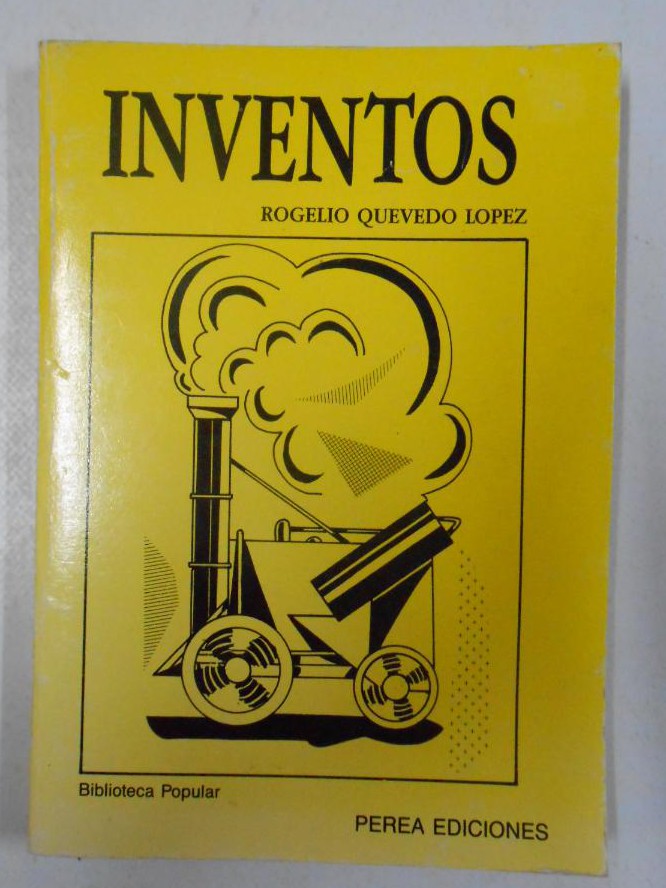 INVENTOS
ROGELIO QUEVEDO LOPEZ
Biblioteca Popular
PEREA EDICIONES